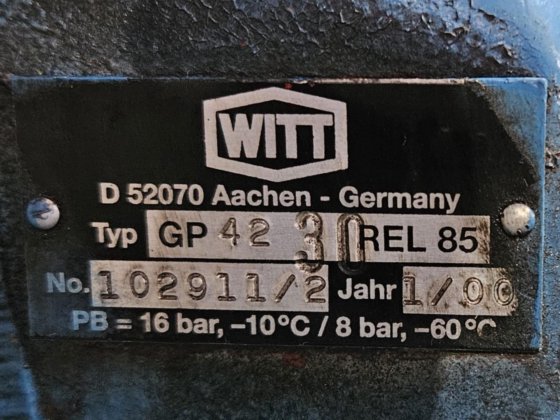 WITT
D 52070 Aachen - Germany
Typ GP 42 30 REL 85
No. 102911/2 Jahr 1/00
PB = 16 bar, -10°C / 8 bar, -60°C